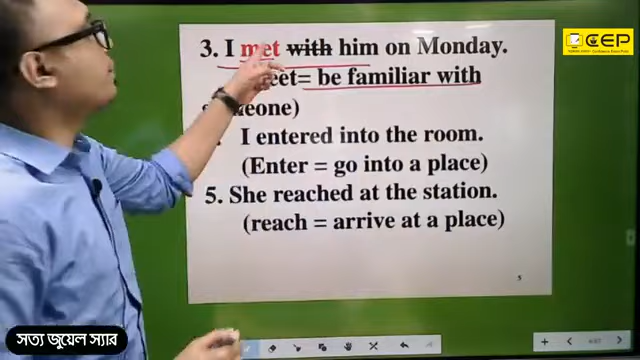 3. I met with him on Monday.
eet= be familiar with
eone)
I entered into the room.
(Enter = go into a place)
5. She reached at the station.
(reach = arrive at a place)
5
CEP
সত্য জুয়েল স্যার